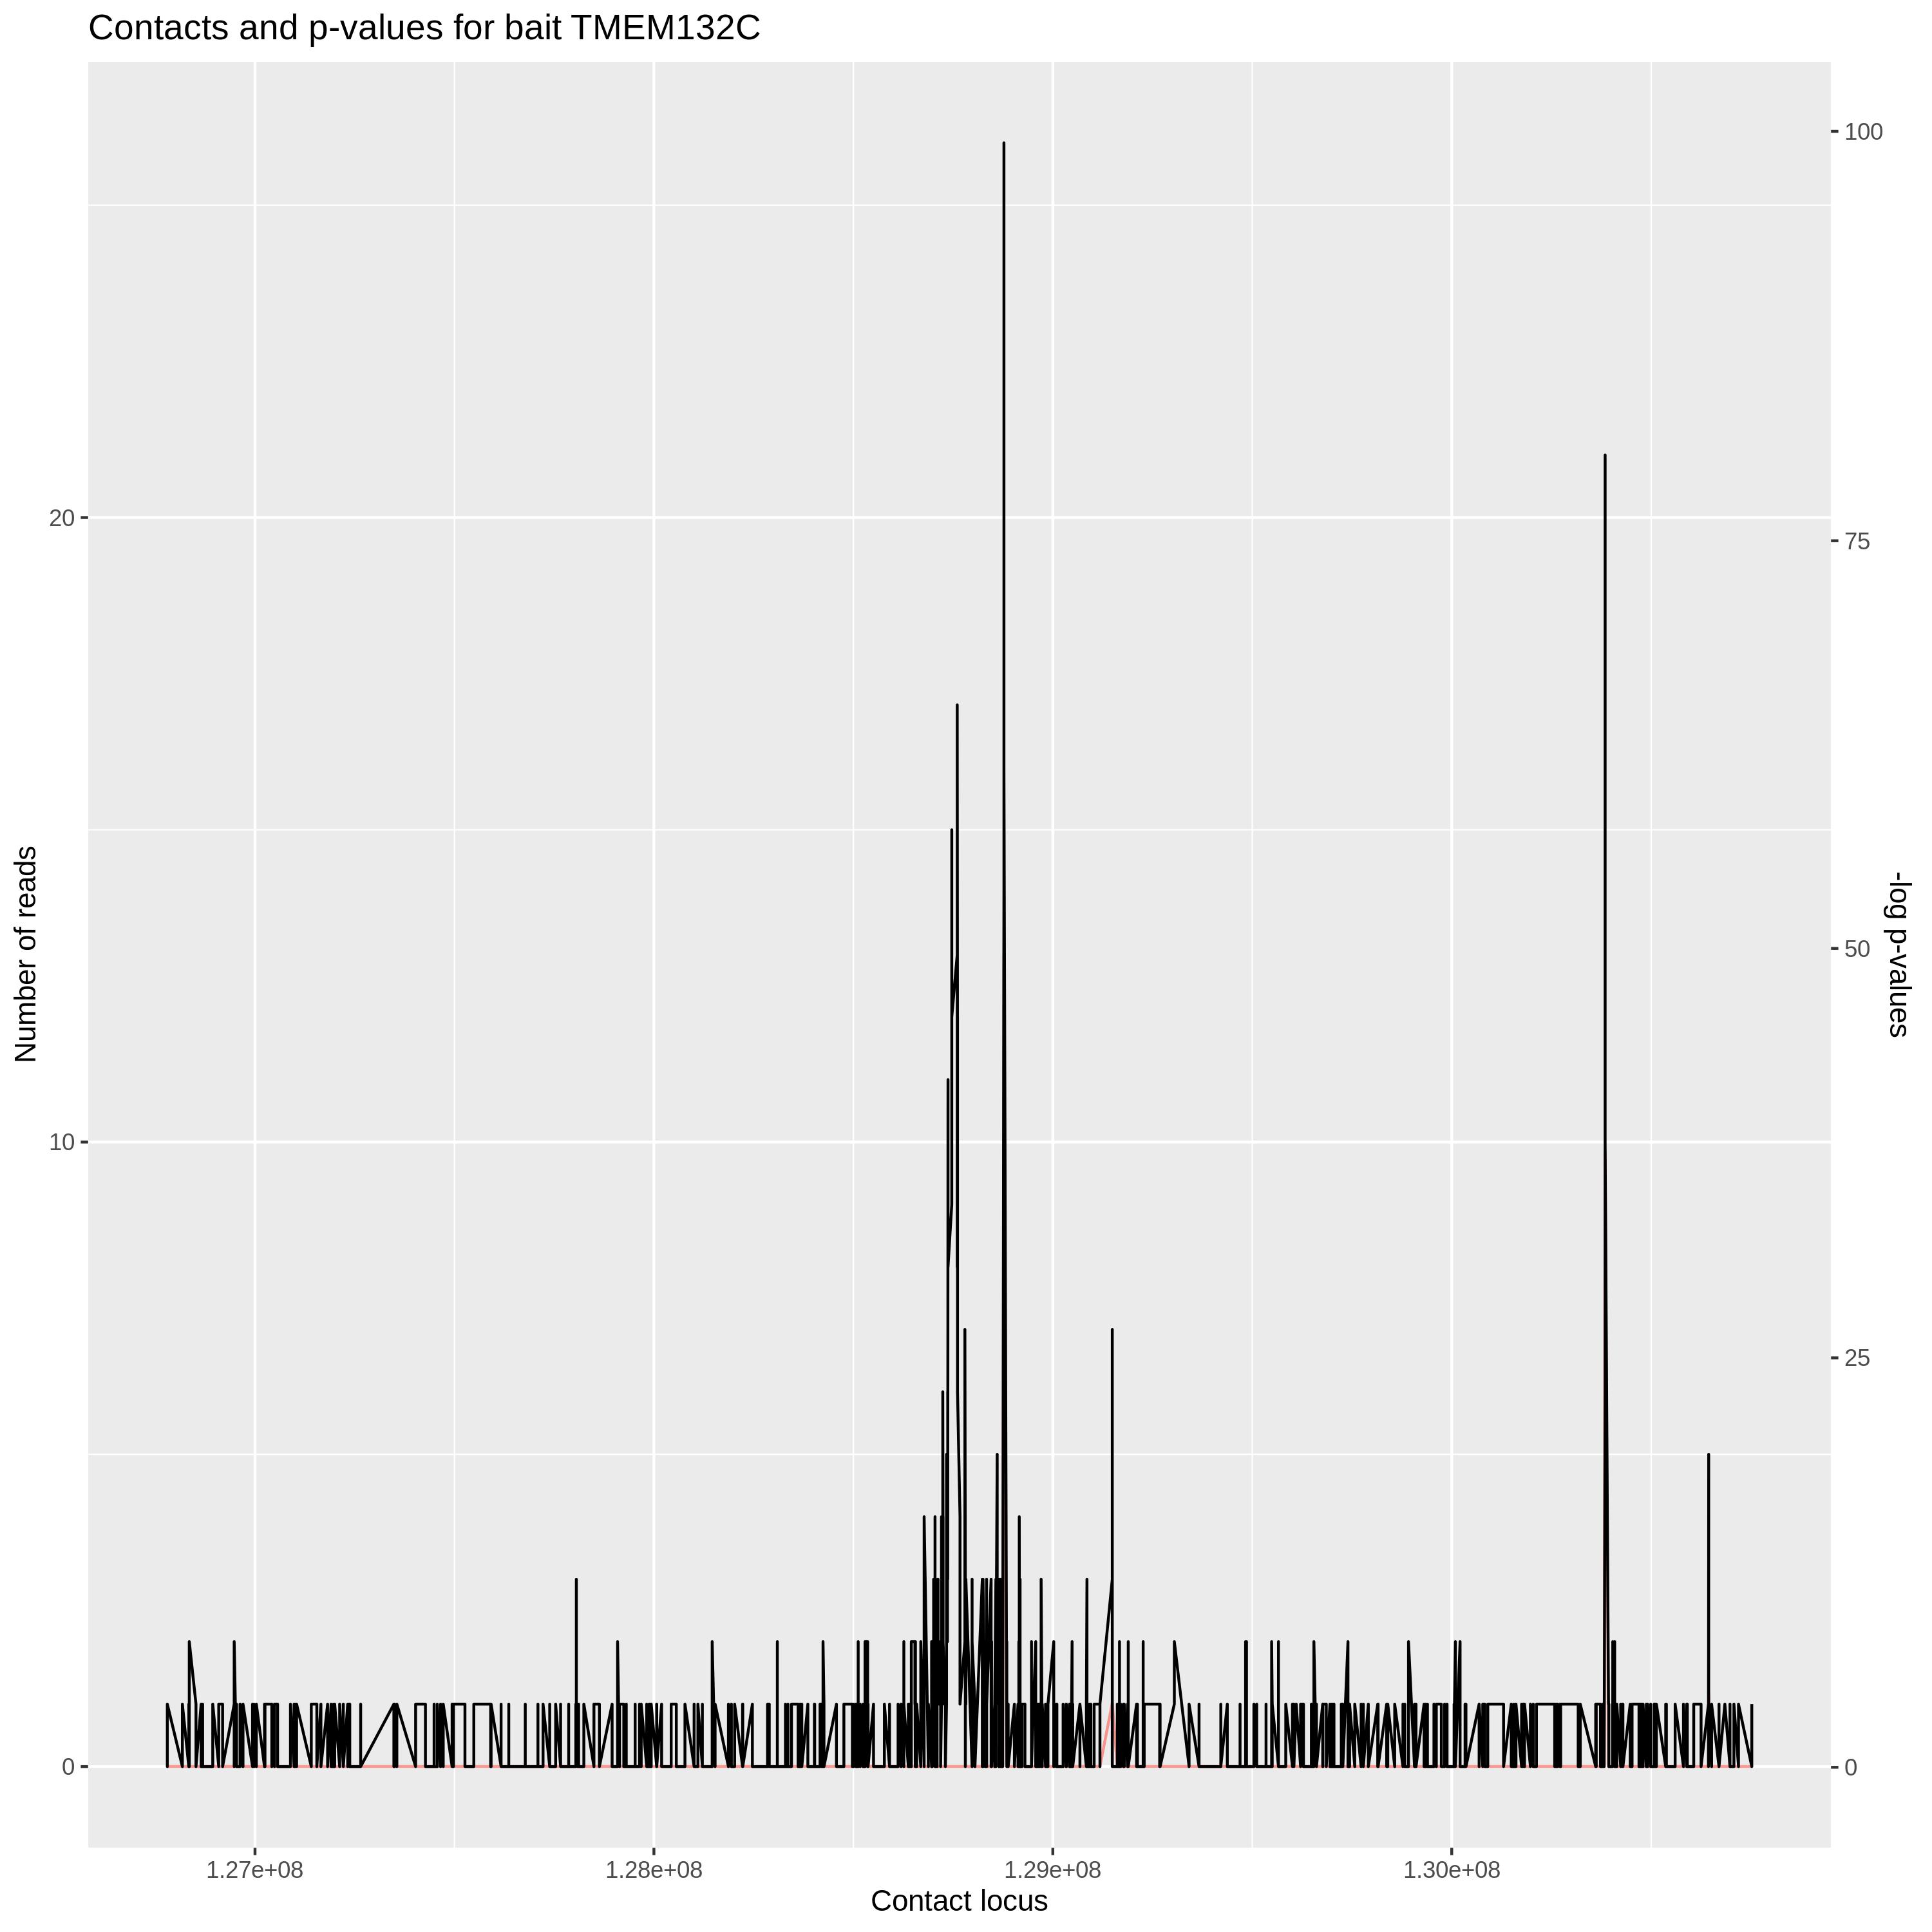 Contacts and p-values for bait TMEM132C
100
20
75
Number of reads
-log p-values
50
10
25
0
0
1.27e+08
1.28e+08
1.29e+08
1.30e+08
Contact locus